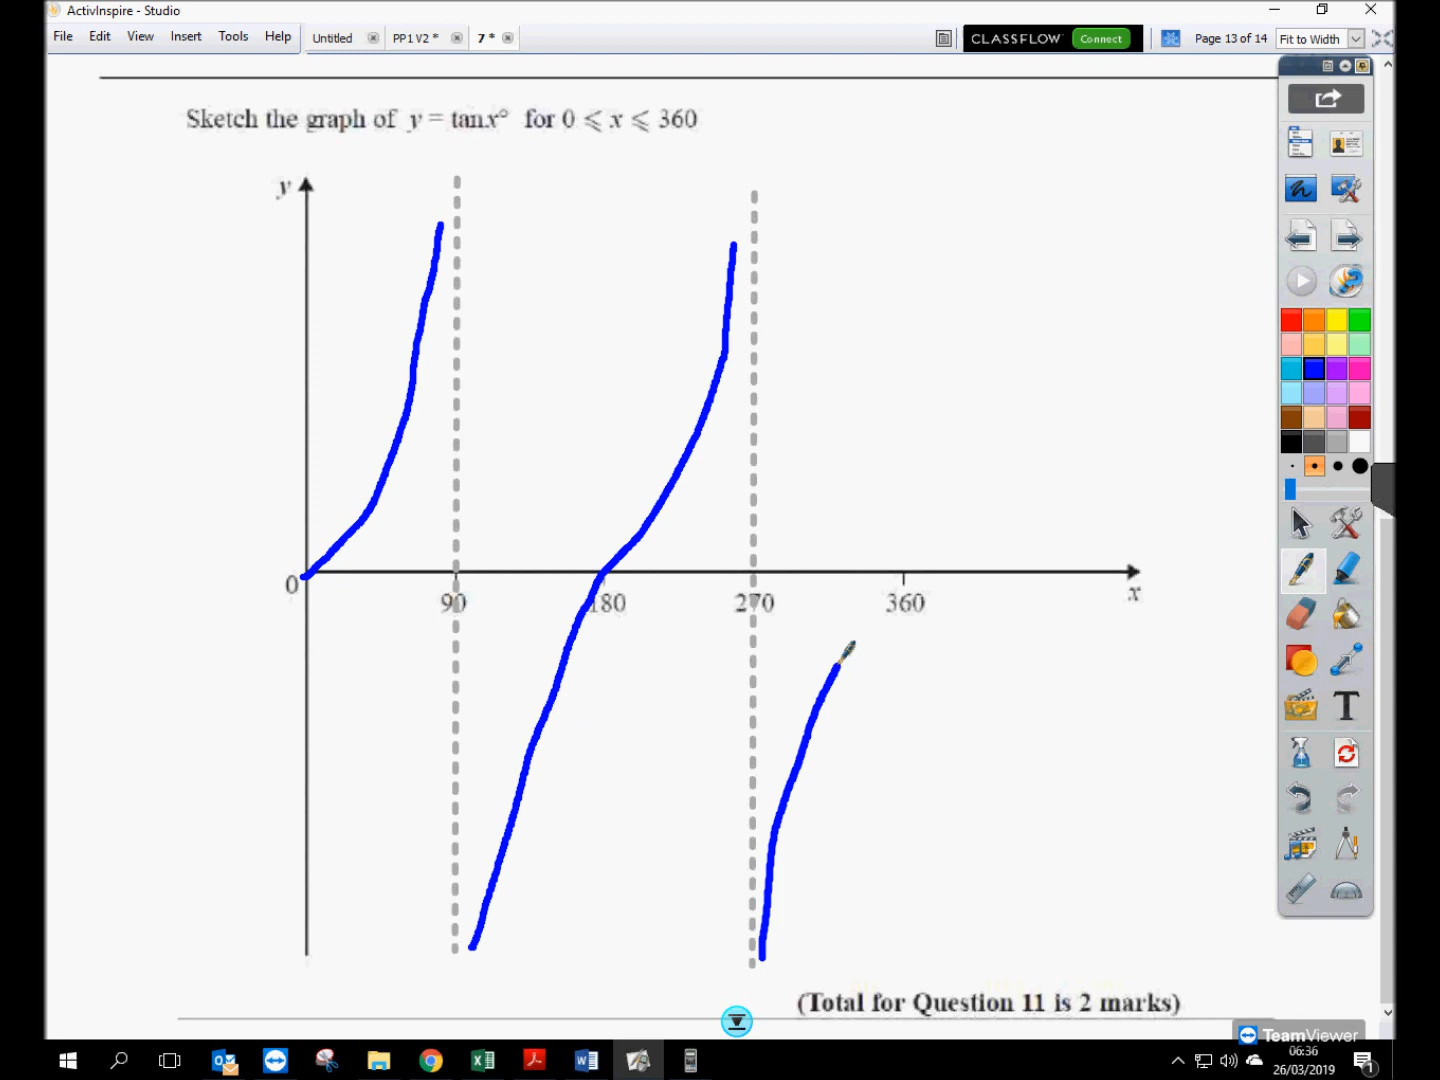 ActivInspire - Studio
File Edit View Insert Tools Help Untitled PP1 V2 * 7 * CLASSFLOW Connect Page 13 of 14 Fit to Width
Sketch the graph of y = tan x° for 0 ⩽ x ⩽ 360
y
0
90 180 270 360
x
(Total for Question 11 is 2 marks)
TeamViewer
06:36
26/03/2019